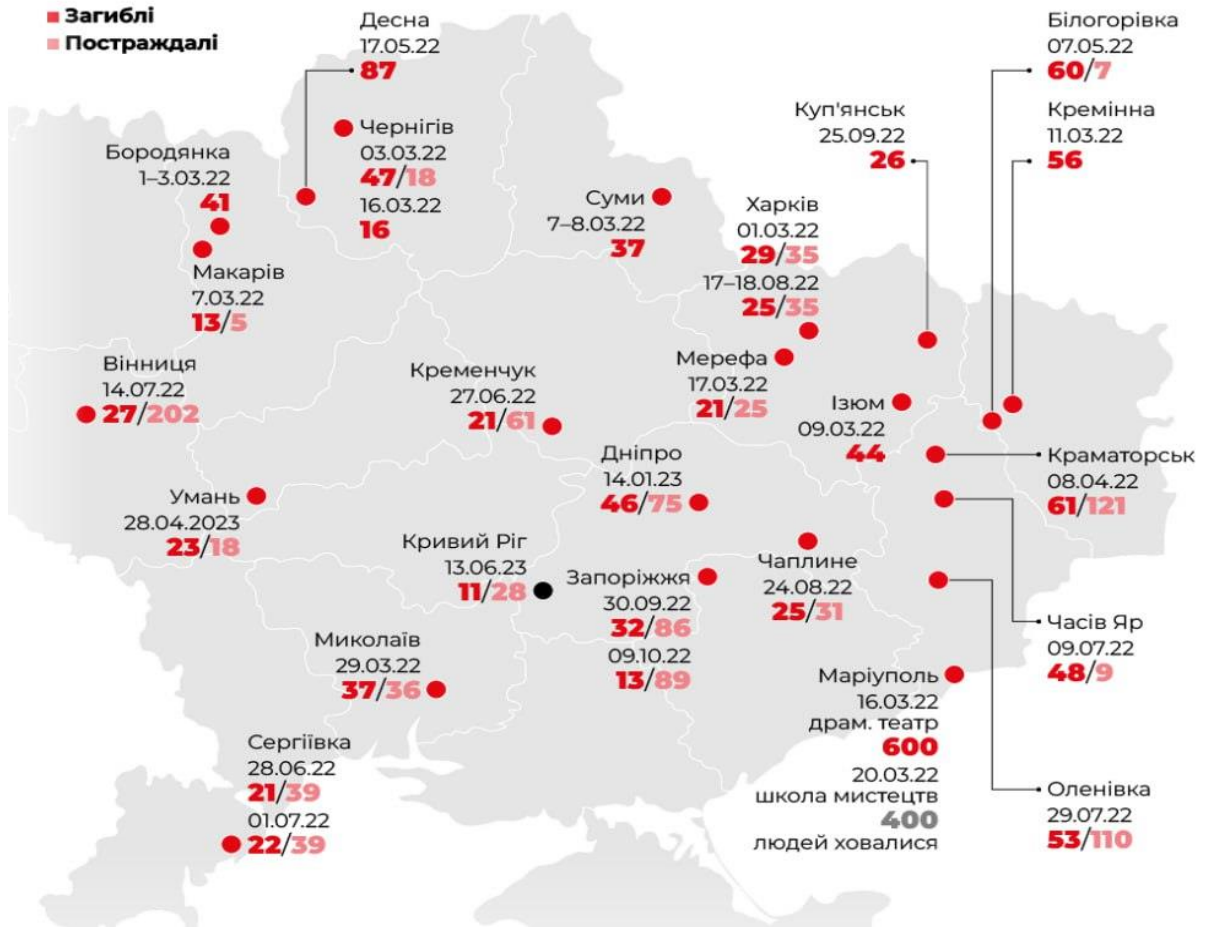 Загиблі
Постраждалі
Десна
17.05.22
87
Чернігів
03.03.22
47/18
16.03.22
16
Бородянка
1–3.03.22
41
Макарів
7.03.22
13/5
Суми
7–8.03.22
37
Харків
01.03.22
29/35
17–18.08.22
25/35
Куп'янськ
25.09.22
26
Білогорівка
07.05.22
60/7
Кремінна
11.03.22
56
Вінниця
14.07.22
27/202
Кременчук
27.06.22
21/61
Мерефа
17.03.22
21/25
Ізюм
09.03.22
44
Краматорськ
08.04.22
61/121
Умань
28.04.2023
23/18
Дніпро
14.01.23
46/75
Кривий Ріг
13.06.23
11/28
Запоріжжя
30.09.22
32/86
09.10.22
13/89
Чаплине
24.08.22
25/31
Часів Яр
09.07.22
48/9
Миколаїв
29.03.22
37/36
Маріуполь
16.03.22
драм. театр
600
20.03.22
школа мистецтв
400
людей ховалися
Сергіївка
28.06.22
21/39
01.07.22
22/39
Оленівка
29.07.22
53/110